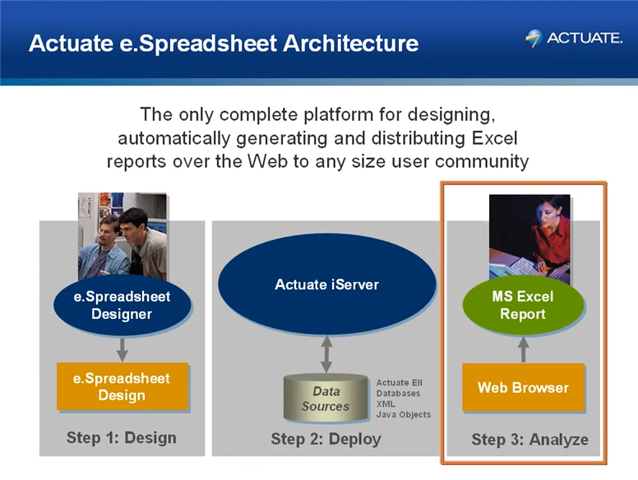 Actuate e.Spreadsheet Architecture
ACTUATE.
The only complete platform for designing,
automatically generating and distributing Excel
reports over the Web to any size user community
e.Spreadsheet
Designer
e.Spreadsheet
Design
Step 1: Design
Actuate iServer
Data
Sources
Actuate EII
Databases
XML
Java Objects
Step 2: Deploy
MS Excel
Report
Web Browser
Step 3: Analyze